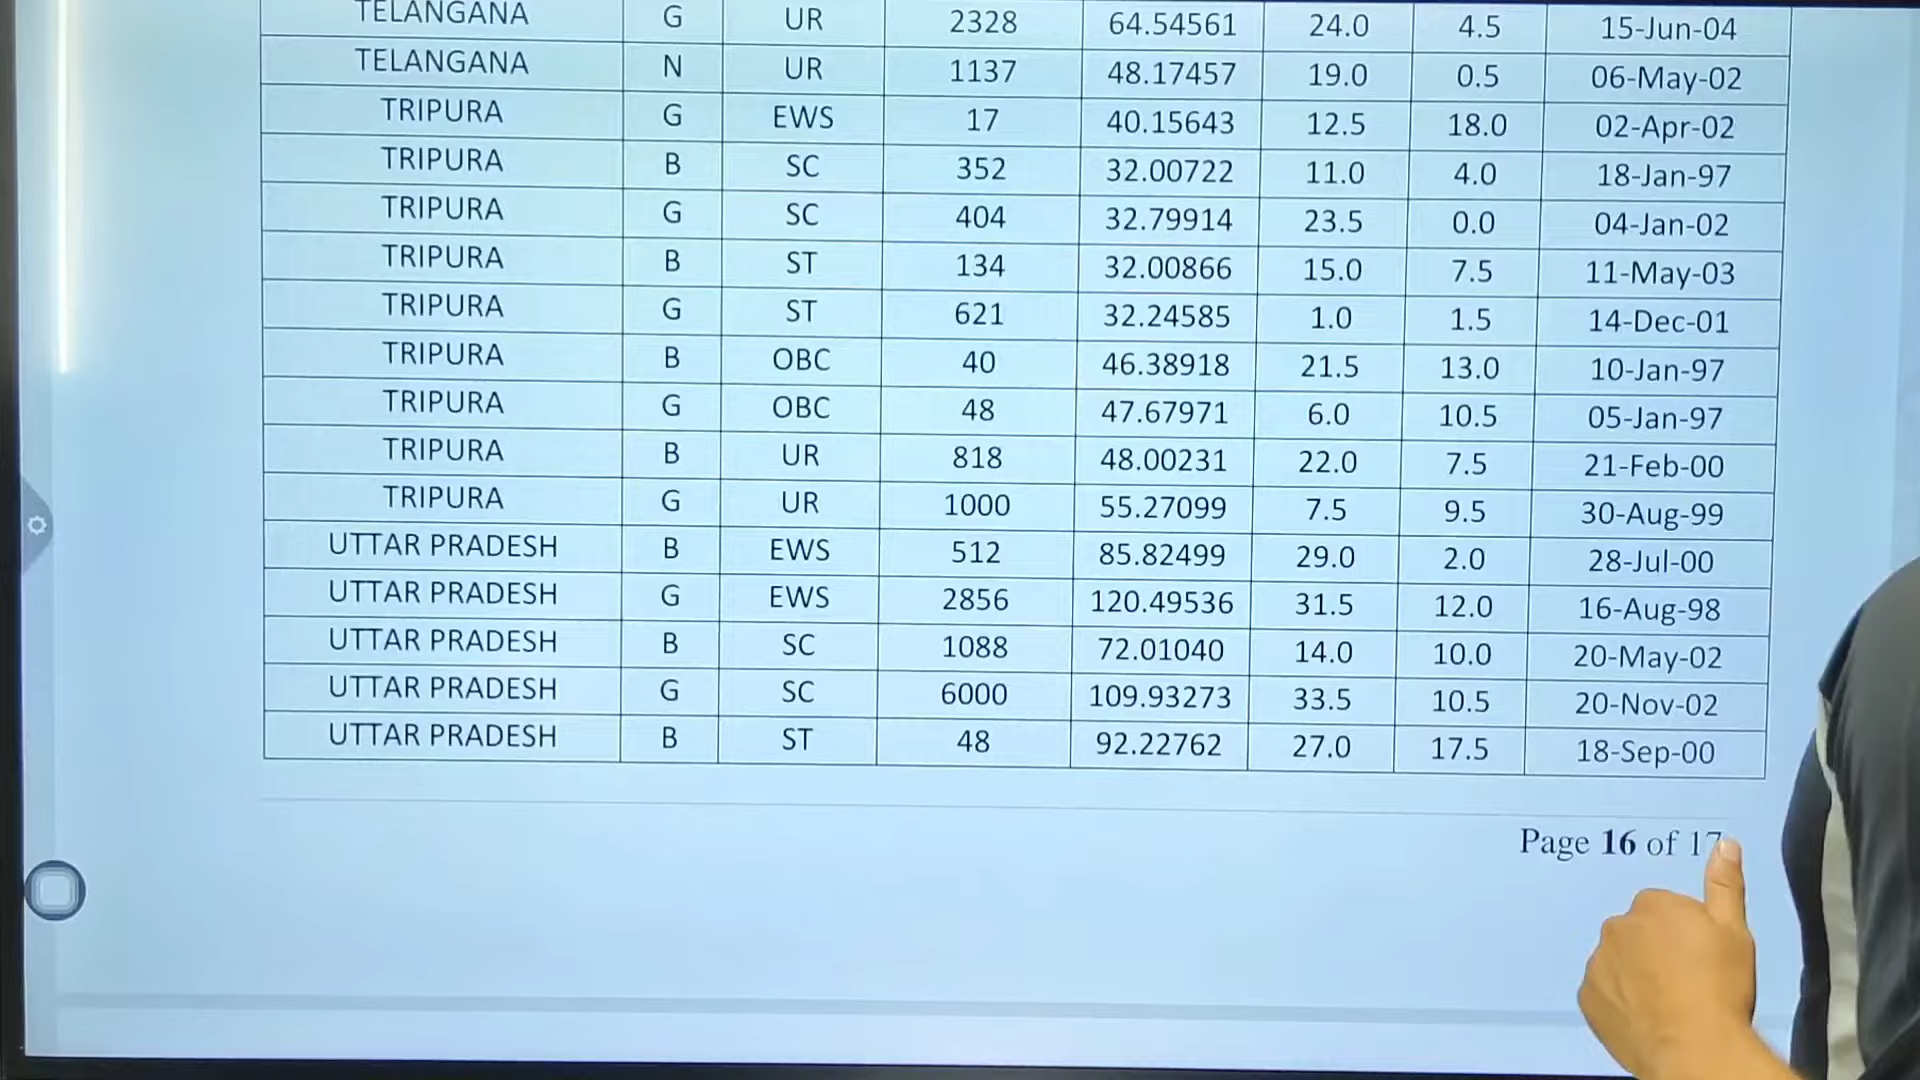 TELANGANA G UR 2328 64.54561 24.0 4.5 15-Jun-04
TELANGANA N UR 1137 48.17457 19.0 0.5 06-May-02
TRIPURA G EWS 17 40.15643 12.5 18.0 02-Apr-02
TRIPURA B SC 352 32.00722 11.0 4.0 18-Jan-97
TRIPURA G SC 404 32.79914 23.5 0.0 04-Jan-02
TRIPURA B ST 134 32.00866 15.0 7.5 11-May-03
TRIPURA G ST 621 32.24585 1.0 1.5 14-Dec-01
TRIPURA B OBC 40 46.38918 21.5 13.0 10-Jan-97
TRIPURA G OBC 48 47.67971 6.0 10.5 05-Jan-97
TRIPURA B UR 818 48.00231 22.0 7.5 21-Feb-00
TRIPURA G UR 1000 55.27099 7.5 9.5 30-Aug-99
UTTAR PRADESH B EWS 512 85.82499 29.0 2.0 28-Jul-00
UTTAR PRADESH G EWS 2856 120.49536 31.5 12.0 16-Aug-98
UTTAR PRADESH B SC 1088 72.01040 14.0 10.0 20-May-02
UTTAR PRADESH G SC 6000 109.93273 33.5 10.5 20-Nov-02
UTTAR PRADESH B ST 48 92.22762 27.0 17.5 18-Sep-00
Page 16 of 17